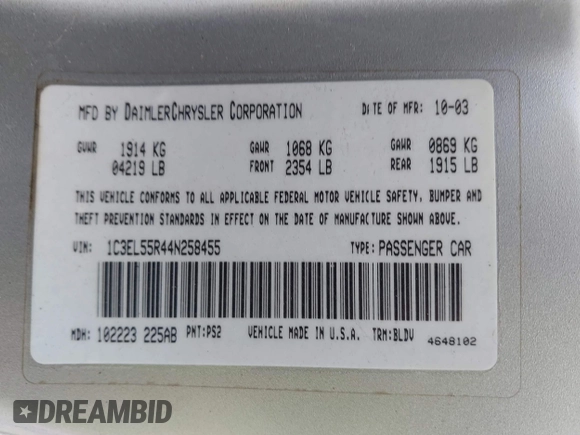 MFD BY DAIMLERCHRYSLER CORPORATION DATE OF MFR: 10-03
GVWR 1914 KG GAWR 1068 KG GAWR 0869 KG
04219 LB FRONT 2354 LB REAR 1915 LB
THIS VEHICLE CONFORMS TO ALL APPLICABLE FEDERAL MOTOR VEHICLE SAFETY, BUMPER AND
THEFT PREVENTION STANDARDS IN EFFECT ON THE DATE OF MANUFACTURE SHOWN ABOVE.
VIN: 1C3EL55R44N258455 TYPE: PASSENGER CAR
MDH: 102223 225AB PNT:PS2 VEHICLE MADE IN U.S.A. TRM:BLDV 4648102
DREAMBID